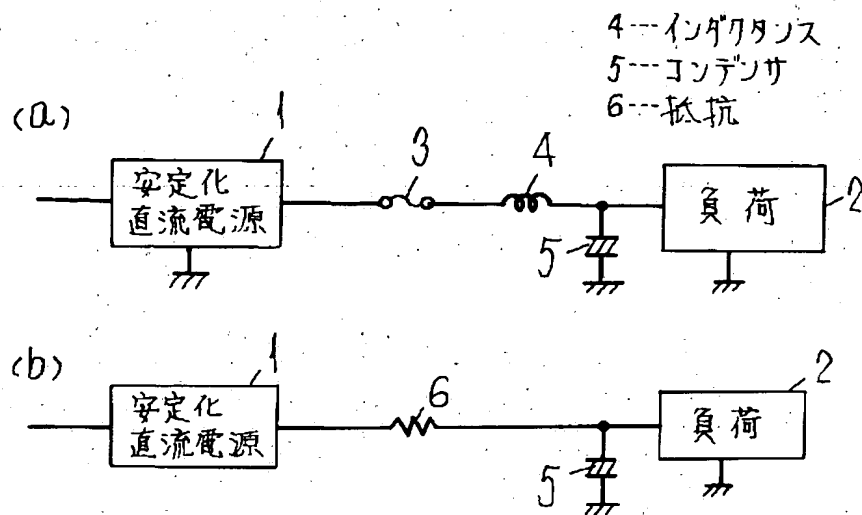 4---インダクタンス
5---コンデンサ
6---抵抗
(a)
1
3
4
安定化
直流電源
負荷
2
5
(b)
1
6
2
安定化
直流電源
負荷
5